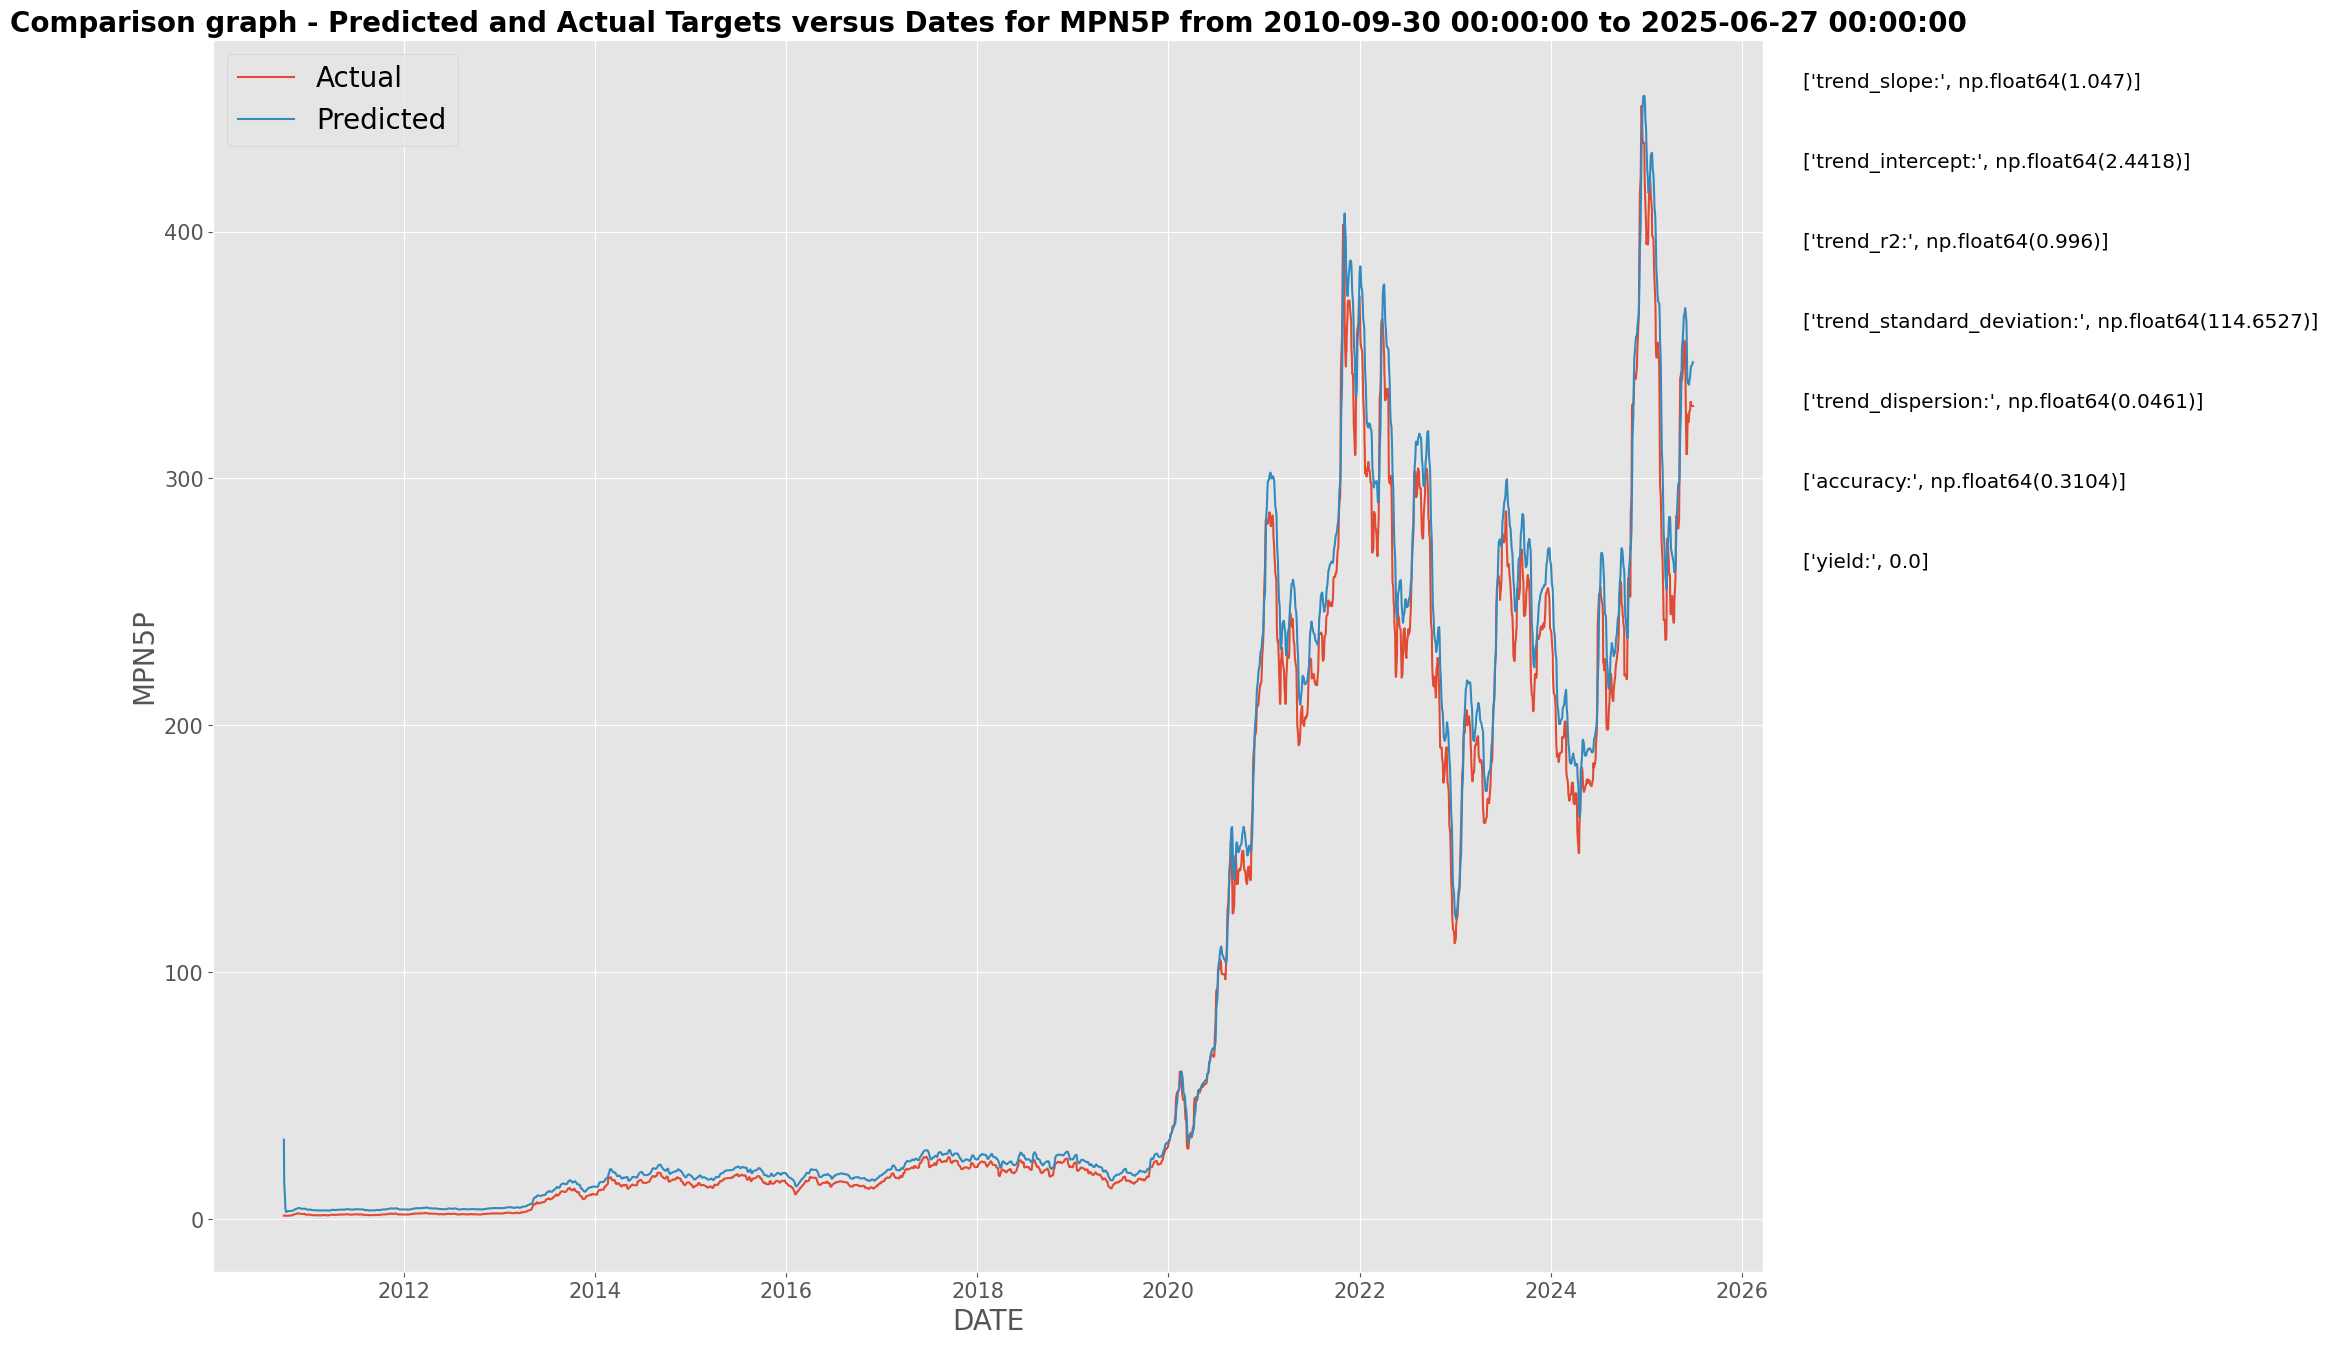 Comparison graph - Predicted and Actual Targets versus Dates for MPN5P from 2010-09-30 00:00:00 to 2025-06-27 00:00:00
Actual
Predicted
['trend_slope:', np.float64(1.047)]
['trend_intercept:', np.float64(2.4418)]
['trend_r2:', np.float64(0.996)]
['trend_standard_deviation:', np.float64(114.6527)]
['trend_dispersion:', np.float64(0.0461)]
['accuracy:', np.float64(0.3104)]
['yield:', 0.0]
MPN5P
400
300
200
100
0
2012 2014 2016 2018 2020 2022 2024 2026
DATE